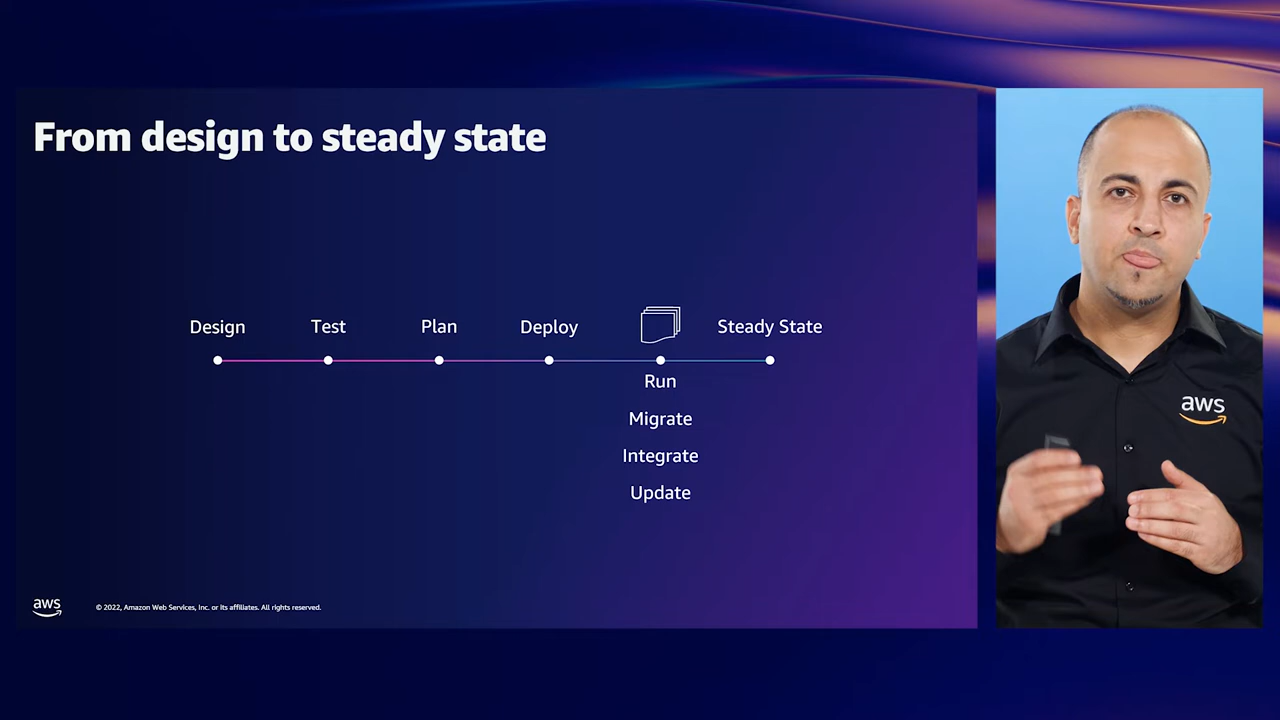 From design to steady state
Design
Test
Plan
Deploy
Steady State
Run
Migrate
Integrate
Update
aws
© 2022, Amazon Web Services, Inc. or its affiliates. All rights reserved.
aws